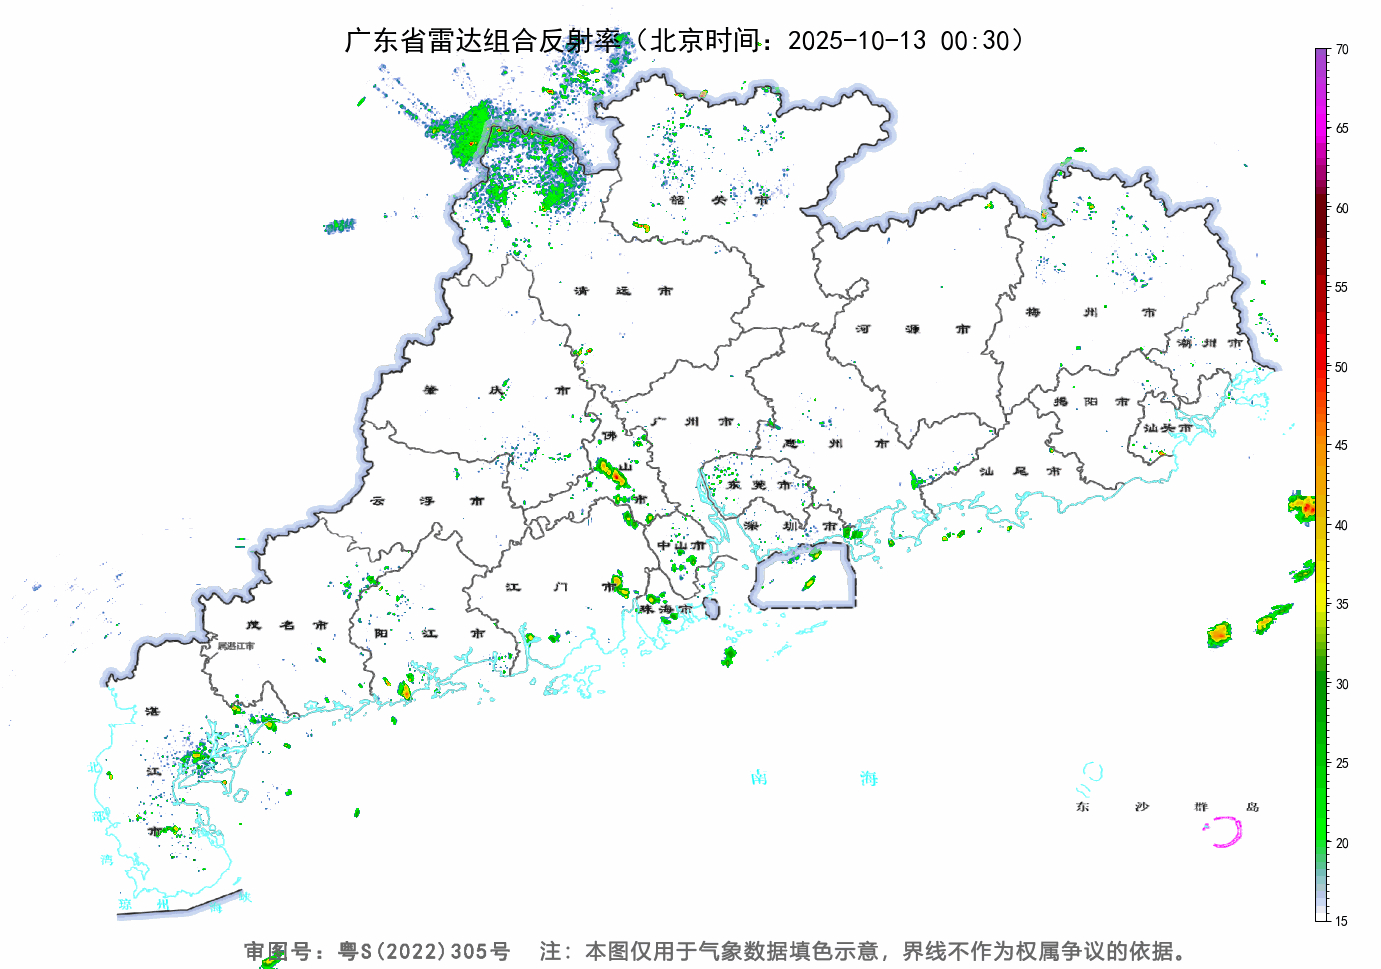 广东省雷达组合反射率（北京时间：2025-10-13 00:30）
70
65
60
55
50
45
40
35
30
25
20
15
韶关市
清远市
河源市
梅州市
潮州市
肇庆市
广州市
佛山市
惠州市
揭阳市
汕头市
汕尾市
云浮市
东莞市
深圳市
中山市
江门市
珠海市
茂名市
属湛江市
阳江市
湛江市
北部湾
琼州海峡
南海
东沙群岛
审图号：粤S(2022)305号 注：本图仅用于气象数据填色示意，界线不作为权属争议的依据。